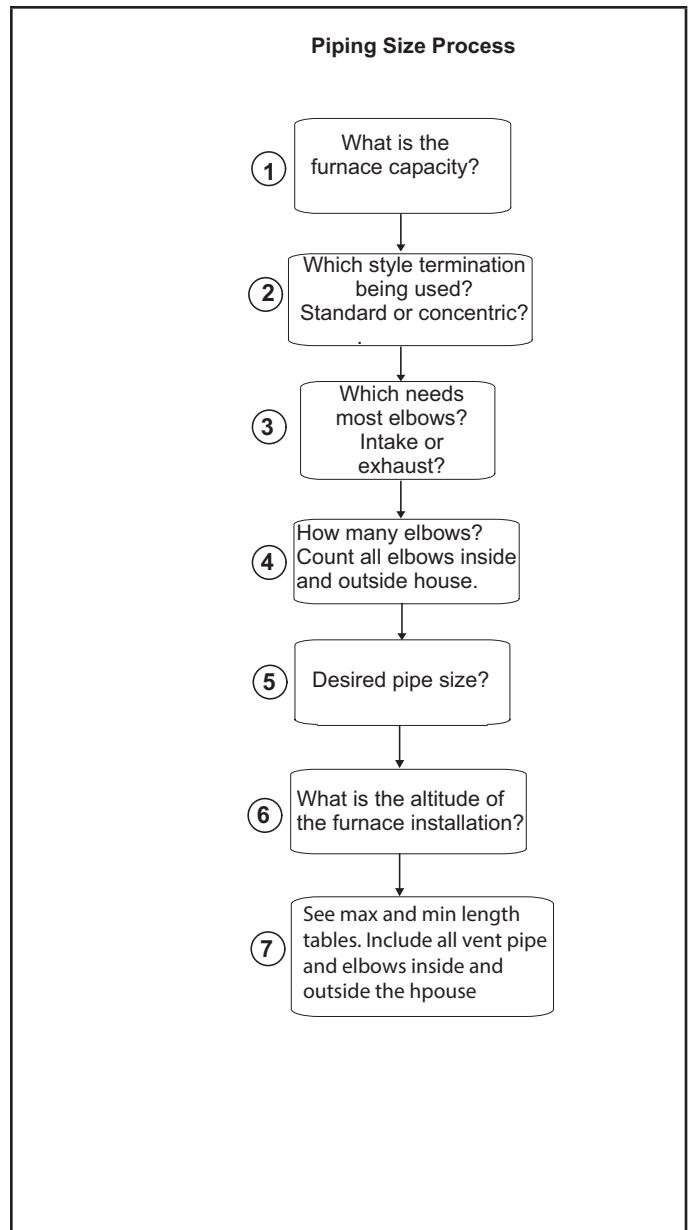 Piping Size Process
1
What is the
furnace capacity?
2
Which style termination
being used?
Standard or concentric?
.
3
Which needs
most elbows?
Intake or
exhaust?
4
How many elbows?
Count all elbows inside
and outside house.
5
Desired pipe size?
6
What is the altitude of
the furnace installation?
7
See max and min length
tables. Include all vent pipe
and elbows inside and
outside the hpouse